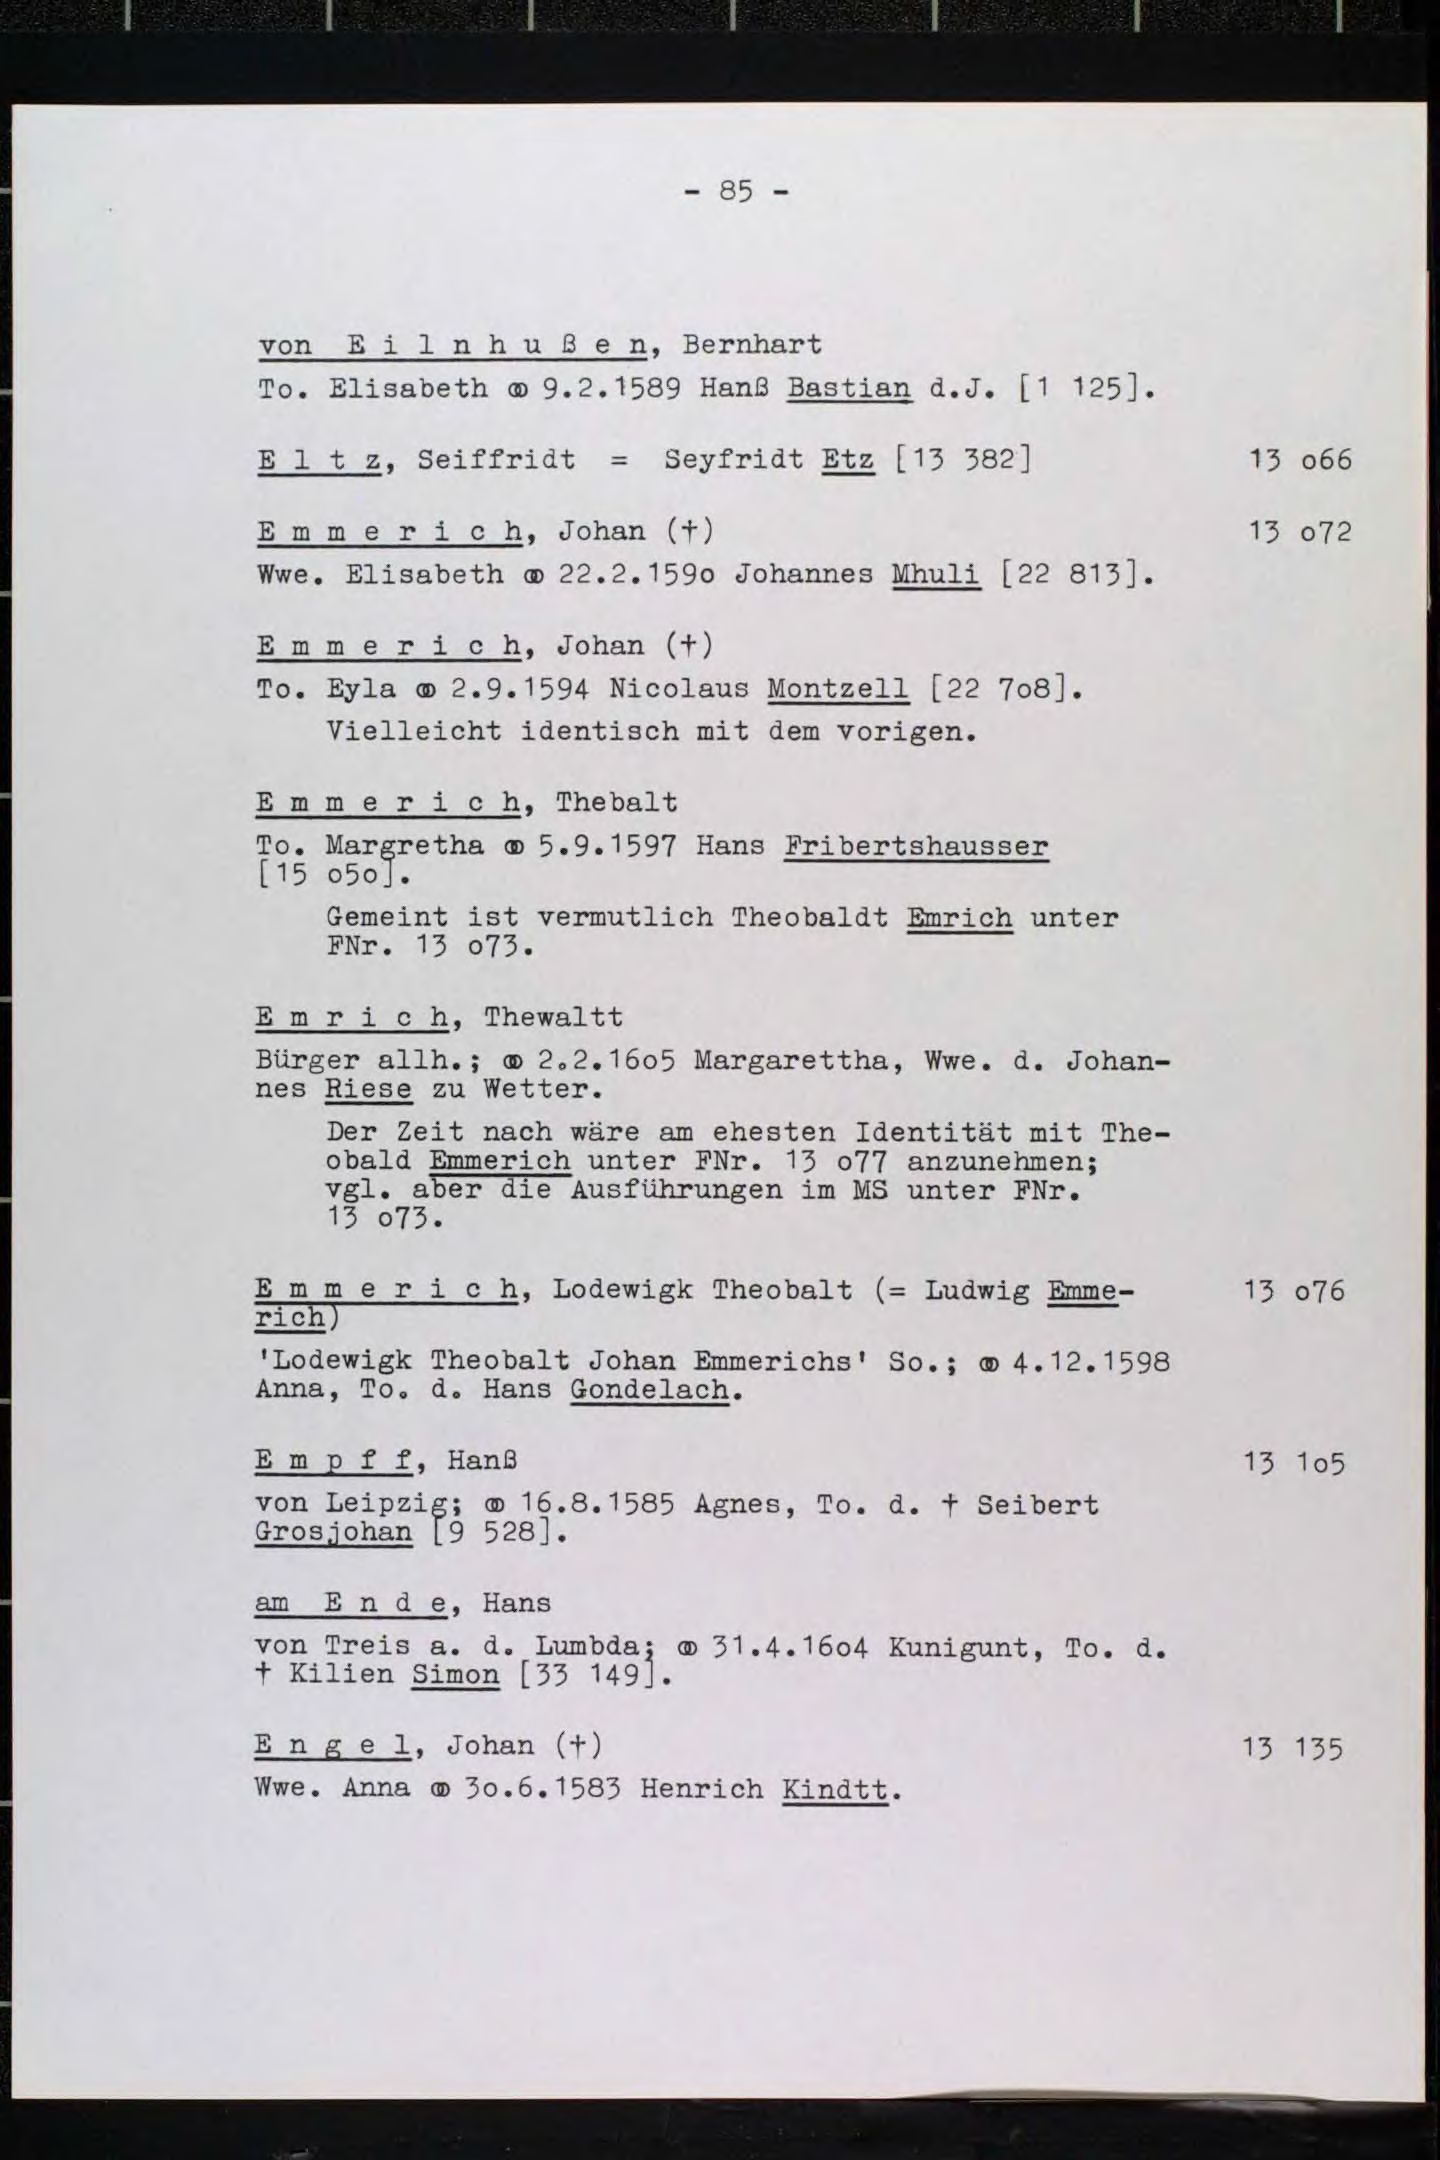 - 85 -
von E i l n h u ß e n, Bernhart
To. Elisabeth ⚭ 9.2.1589 Hanß Bastian d.J. [1 125].
E l t z, Seiffridt = Seyfridt Etz [13 382] 13 o66
E m m e r i c h, Johan (†) 13 o72
Wwe. Elisabeth ⚭ 22.2.159o Johannes Mhuli [22 813].
E m m e r i c h, Johan (†)
To. Eyla ⚭ 2.9.1594 Nicolaus Montzell [22 7o8].
Vielleicht identisch mit dem vorigen.
E m m e r i c h, Thebalt
To. Margretha ⚭ 5.9.1597 Hans Fribertshausser
[15 o5o].
Gemeint ist vermutlich Theobaldt Emrich unter
FNr. 13 o73.
E m r i c h, Thewaltt
Bürger allh.; ⚭ 2.2.16o5 Margarettha, Wwe. d. Johan-
nes Riese zu Wetter.
Der Zeit nach wäre am ehesten Identität mit The-
obald Emmerich unter FNr. 13 o77 anzunehmen;
vgl. aber die Ausführungen im MS unter FNr.
13 o73.
E m m e r i c h, Lodewigk Theobalt (= Ludwig Emme- 13 o76
rich)
'Lodewigk Theobalt Johan Emmerichs' So.; ⚭ 4.12.1598
Anna, To. d. Hans Gondelach.
E m p f f, Hanß 13 1o5
von Leipzig; ⚭ 16.8.1585 Agnes, To. d. † Seibert
Grosjohan [9 528].
am E n d e, Hans
von Treis a. d. Lumbda; ⚭ 31.4.16o4 Kunigunt, To. d.
† Kilien Simon [33 149].
E n g e l, Johan (†) 13 135
Wwe. Anna ⚭ 3o.6.1583 Henrich Kindtt.